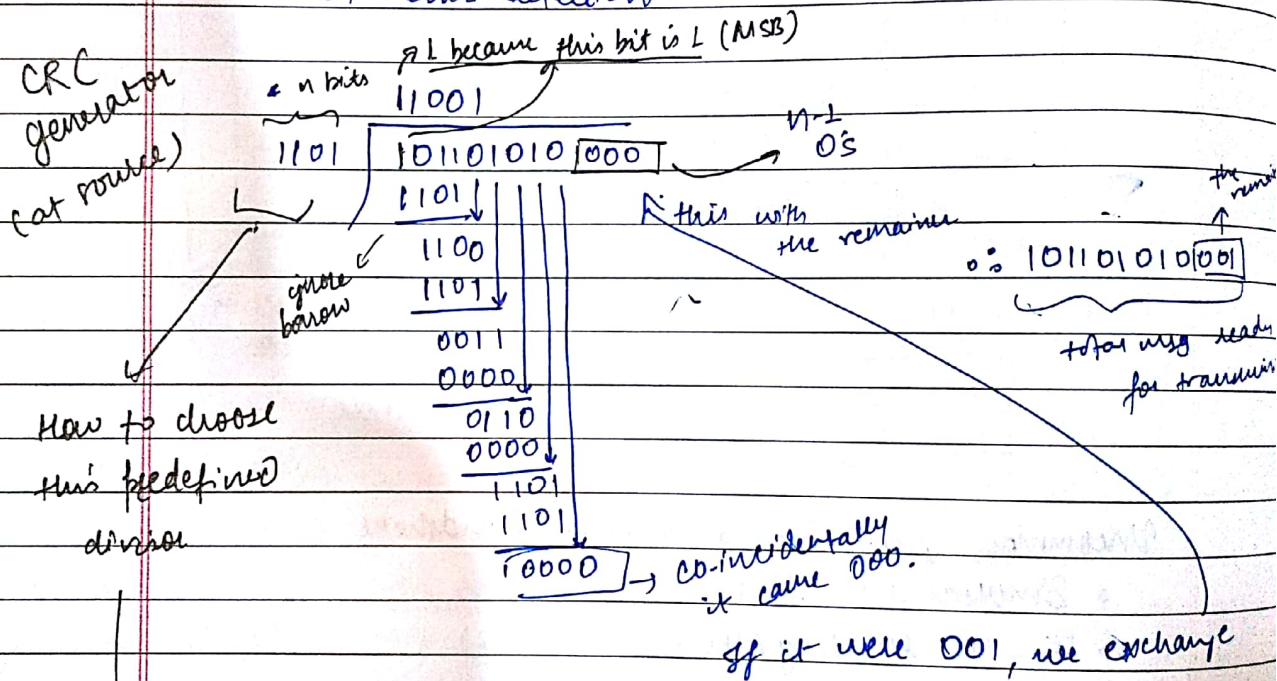 CRC
generator
(at source)
n bits
1 because this bit is 1 (MSB)
11001
1101
101101010 000
n-1
0's
1101
ignore
borrow
1100
1101
0011
0000
0110
0000
1101
1101
0000
→ co-incidentally
it came 000.
this with
the remainder
the
101101010 001
total msg ready
for
How to choose
this predefined
divisor
If it were 001, we exchange